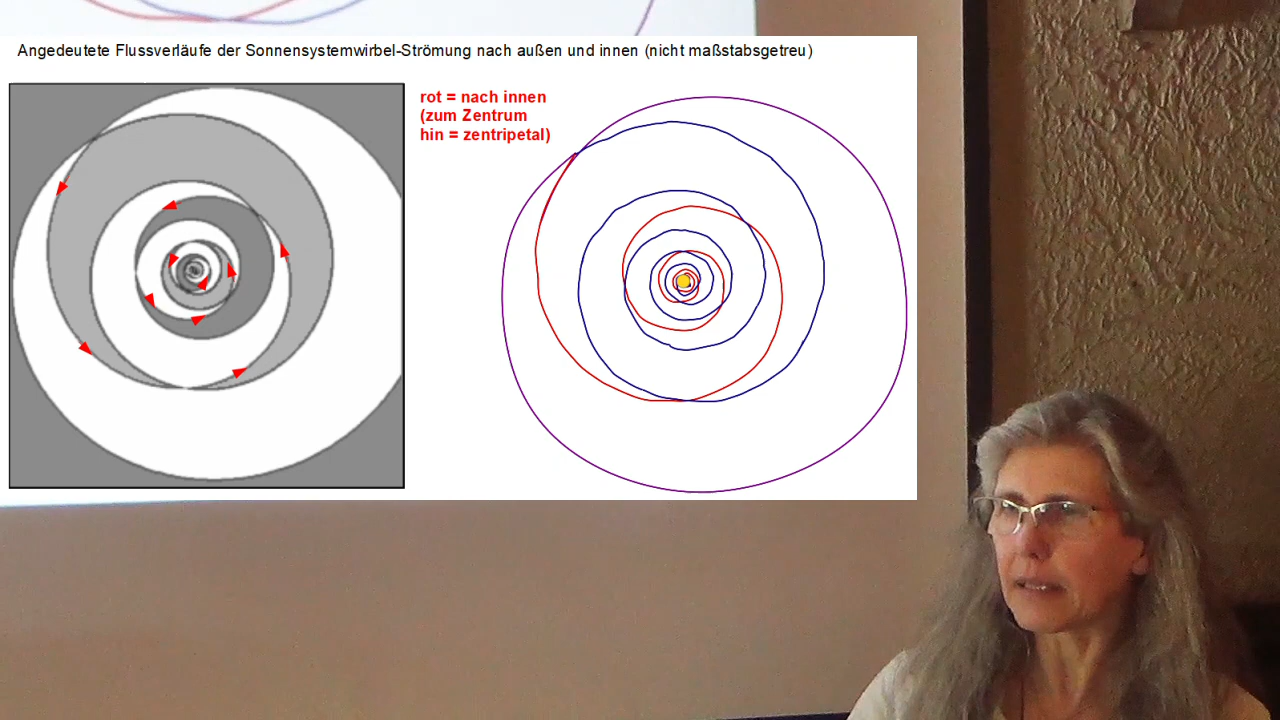 Angedeutete Flussverläufe der Sonnensystemwirbel-Strömung nach außen und innen (nicht maßstabsgetreu)
rot = nach innen
(zum Zentrum
hin = zentripetal)